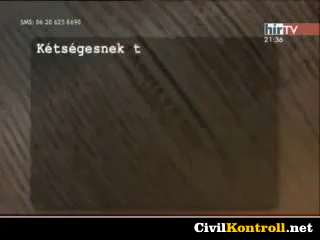 SMS: 06 20 625 8690
hírTV
21:36
Kétségesnek t
CivilKontroll.net